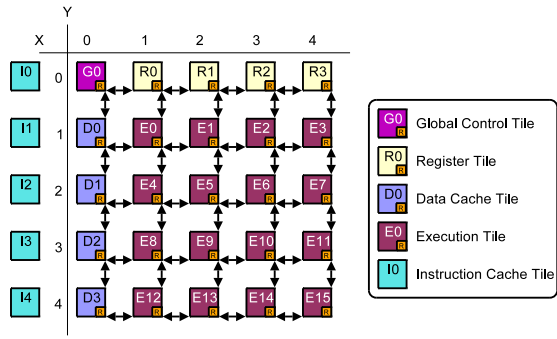 Y
X 0 1 2 3 4
I0 0 G0 R R0 R R1 R R2 R R3 R
I1 1 D0 R E0 R E1 R E2 R E3 R
I2 2 D1 R E4 R E5 R E6 R E7 R
I3 3 D2 R E8 R E9 R E10 R E11 R
I4 4 D3 R E12 R E13 R E14 R E15 R
G0 R Global Control Tile
R0 R Register Tile
D0 R Data Cache Tile
E0 R Execution Tile
I0 Instruction Cache Tile